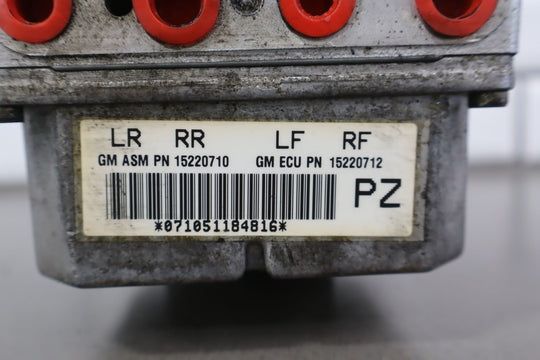 LR RR LF RF
GM ASM PN 15220710 GM ECU PN 15220712
PZ
*071051184816*